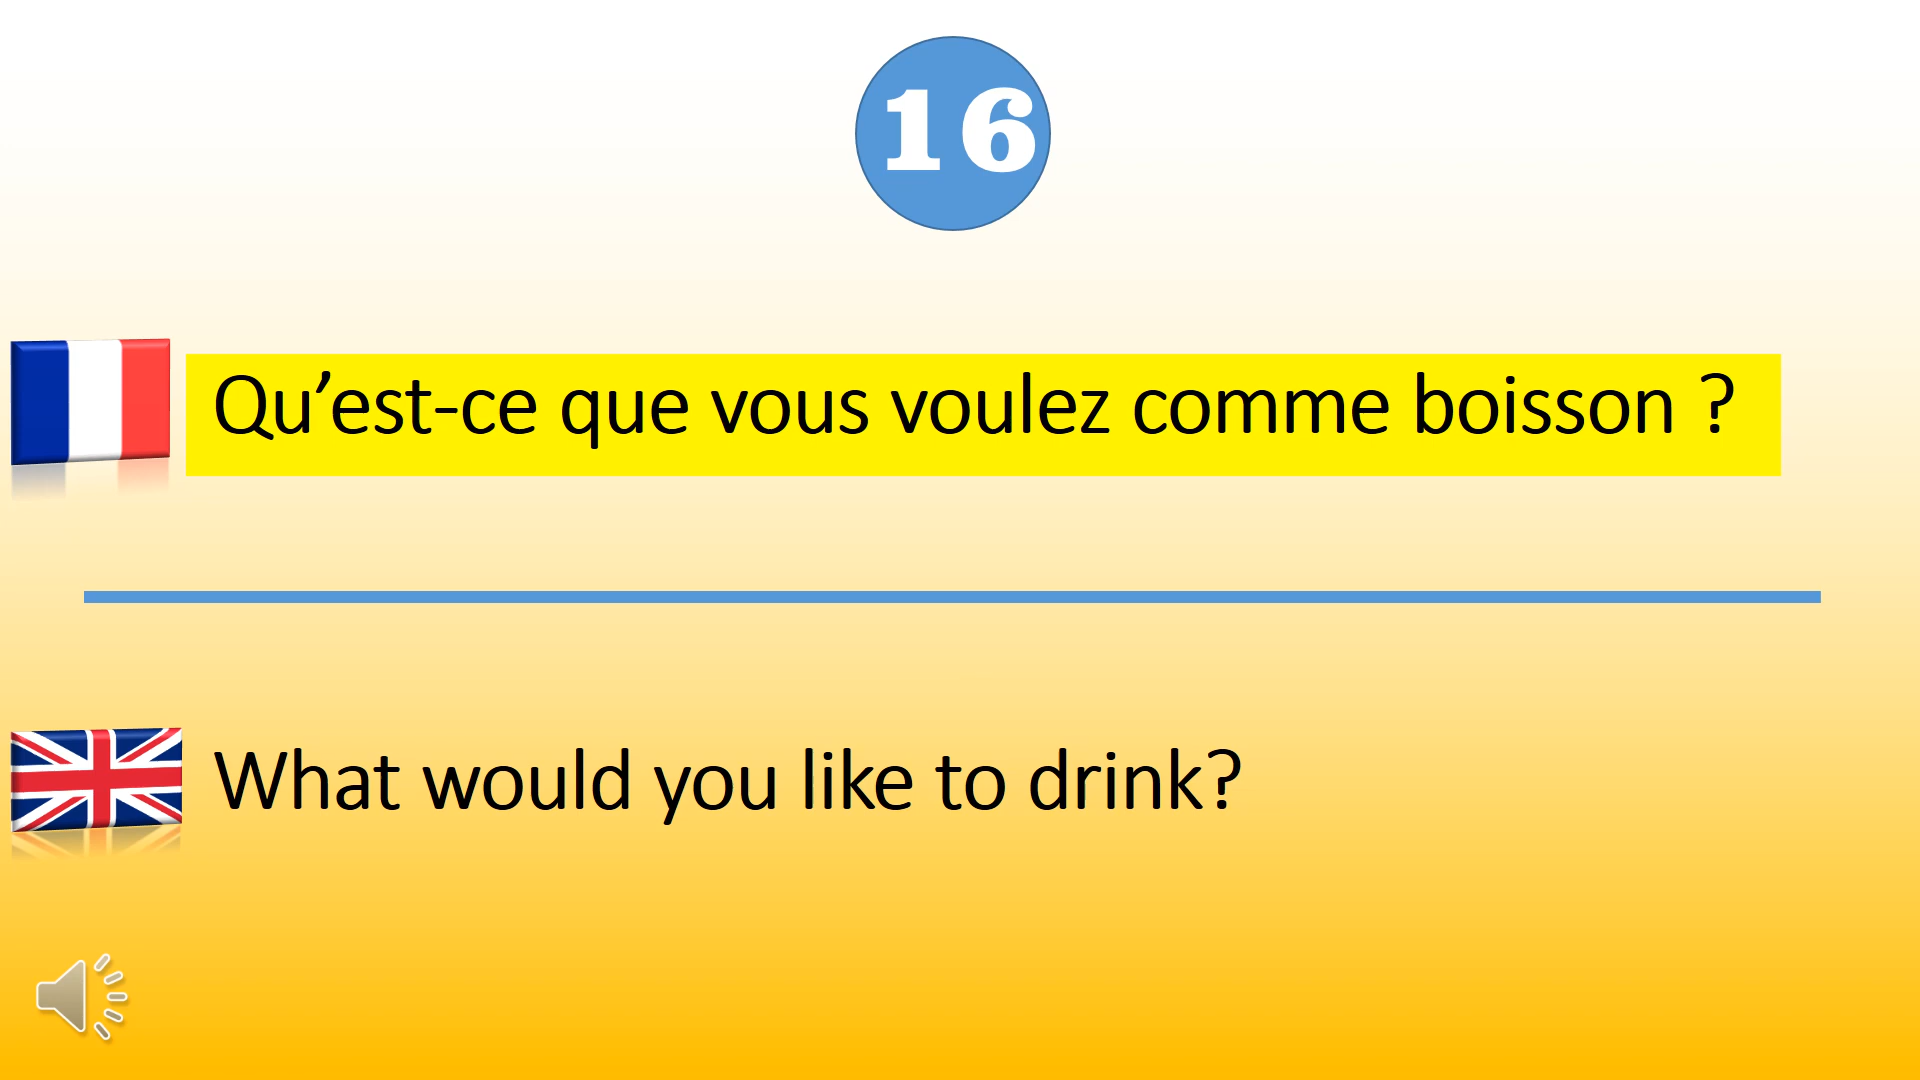 16
Qu’est-ce que vous voulez comme boisson ?
What would you like to drink?